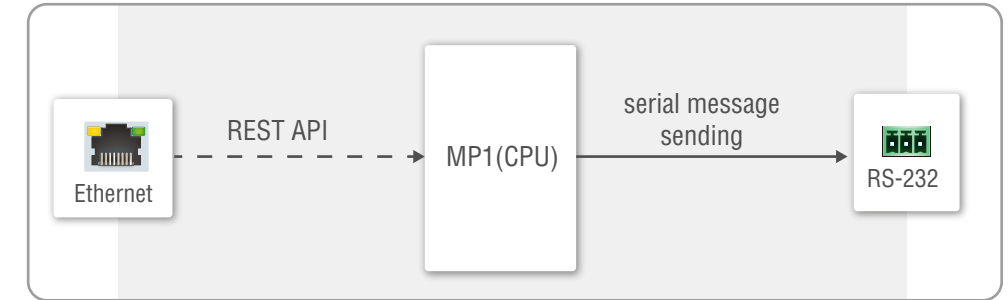 Ethernet
REST API
MP1(CPU)
serial message
sending
RS-232